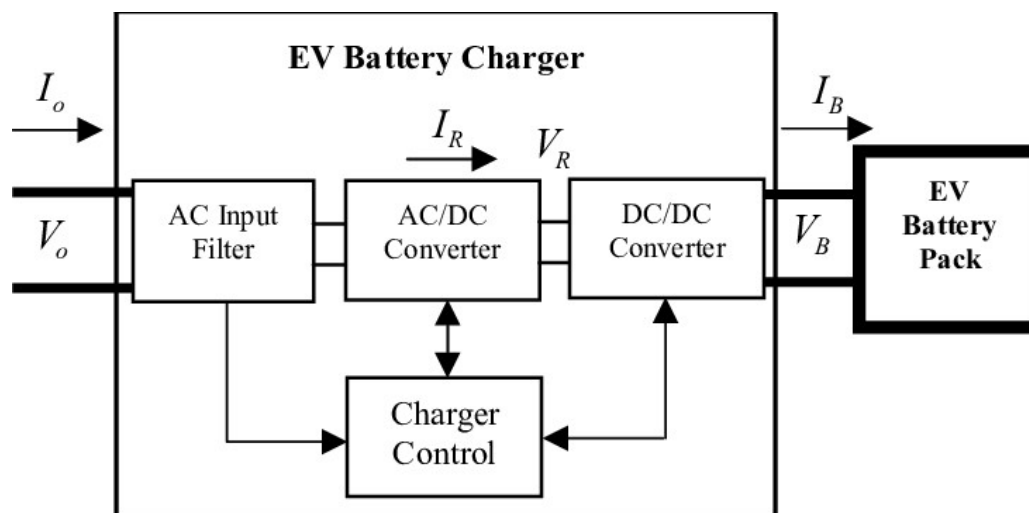 EV Battery Charger
I_o
I_R
V_R
I_B
V_o
AC Input
Filter
AC/DC
Converter
DC/DC
Converter
V_B
EV
Battery
Pack
Charger
Control